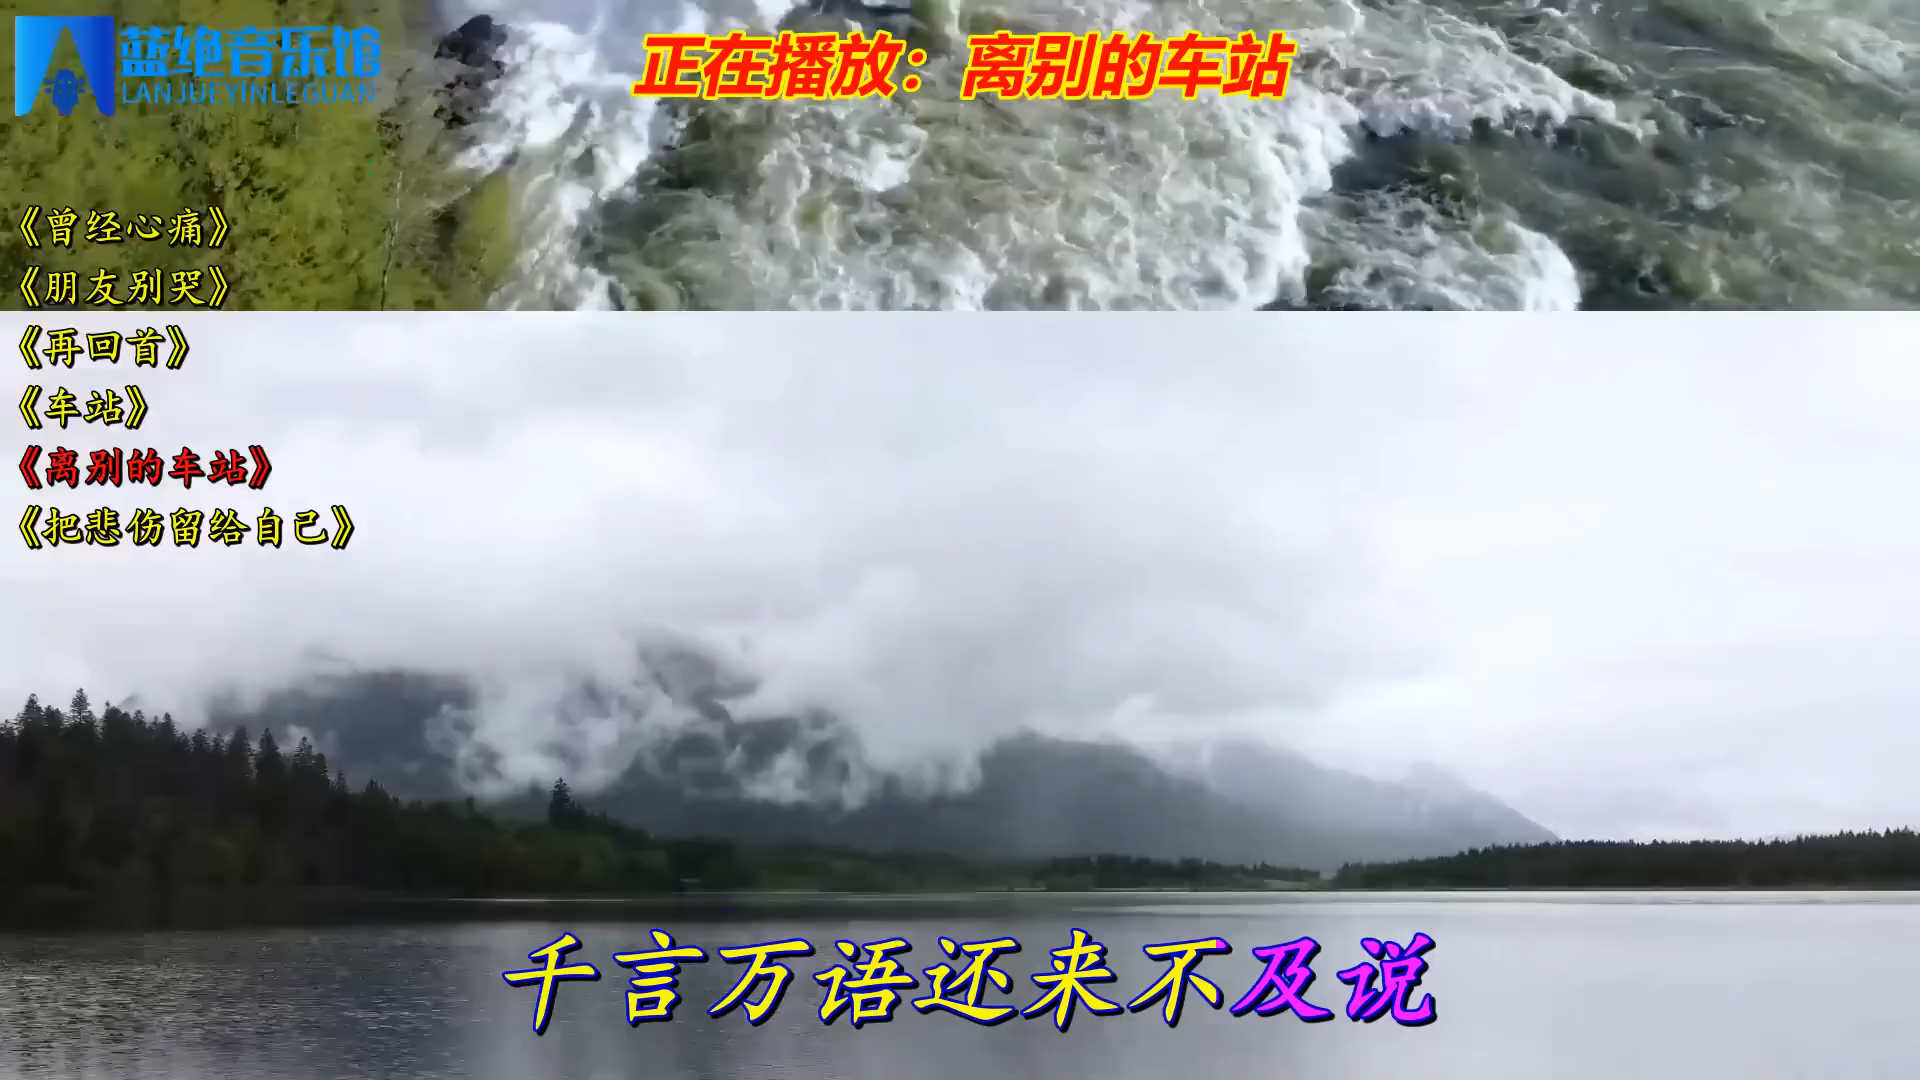 蓝绝音乐馆
LANJUEYINLEGUAN
正在播放：离别的车站
《曾经心痛》
《朋友别哭》
《再回首》
《车站》
《离别的车站》
《把悲伤留给自己》
千言万语还来不及说